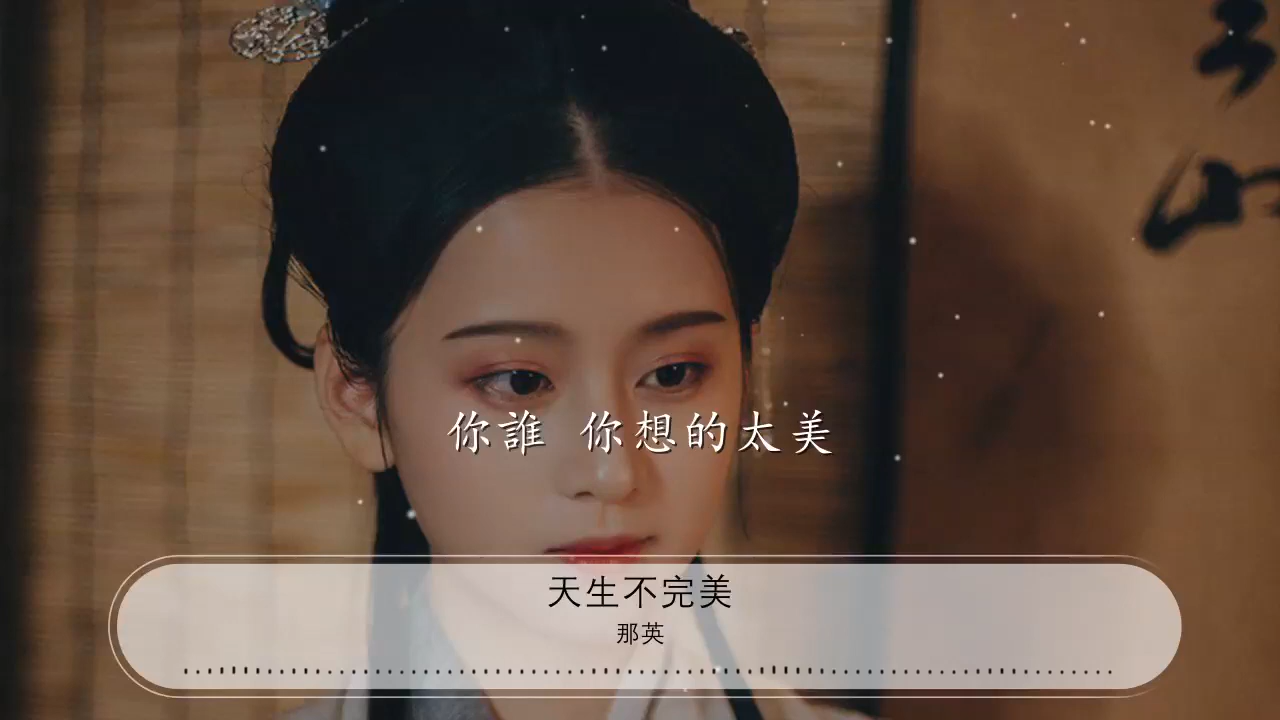 你誰 你想的太美
天生不完美
那英